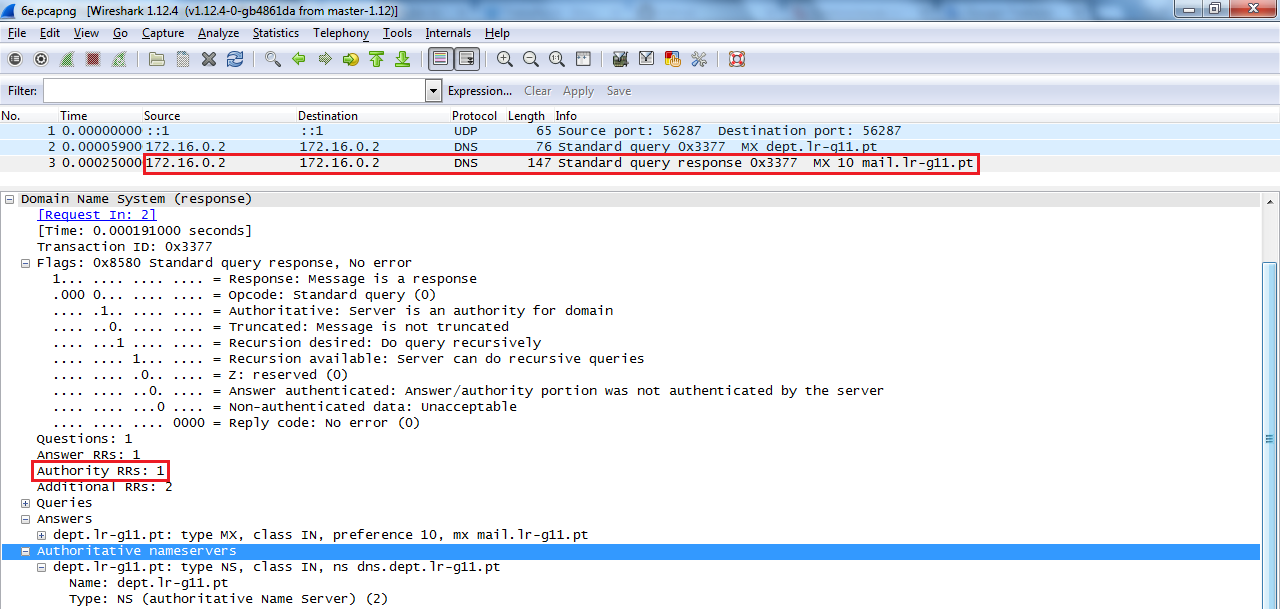 6e.pcapng [Wireshark 1.12.4 (v1.12.4-0-gb4861da from master-1.12)]
File Edit View Go Capture Analyze Statistics Telephony Tools Internals Help
Filter: Expression... Clear Apply Save
No. Time Source Destination Protocol Length Info
1 0.00000000 ::1 ::1 UDP 65 Source port: 56287 Destination port: 56287
2 0.00005900 172.16.0.2 172.16.0.2 DNS 76 Standard query 0x3377 MX dept.lr-g11.pt
3 0.00025000 172.16.0.2 172.16.0.2 DNS 147 Standard query response 0x3377 MX 10 mail.lr-g11.pt
Domain Name System (response)
[Request In: 2]
[Time: 0.000191000 seconds]
Transaction ID: 0x3377
Flags: 0x8580 Standard query response, No error
1... .... .... .... = Response: Message is a response
.000 0... .... .... = Opcode: Standard query (0)
.... .1.. .... .... = Authoritative: Server is an authority for domain
.... ..0. .... .... = Truncated: Message is not truncated
.... ...1 .... .... = Recursion desired: Do query recursively
.... .... 1... .... = Recursion available: Server can do recursive queries
.... .... .0.. .... = Z: reserved (0)
.... .... ..0. .... = Answer authenticated: Answer/authority portion was not authenticated by the server
.... .... ...0 .... = Non-authenticated data: Unacceptable
.... .... .... 0000 = Reply code: No error (0)
Questions: 1
Answer RRs: 1
Authority RRs: 1
Additional RRs: 2
Queries
Answers
dept.lr-g11.pt: type MX, class IN, preference 10, mx mail.lr-g11.pt
Authoritative nameservers
dept.lr-g11.pt: type NS, class IN, ns dns.dept.lr-g11.pt
Name: dept.lr-g11.pt
Type: NS (authoritative Name Server) (2)